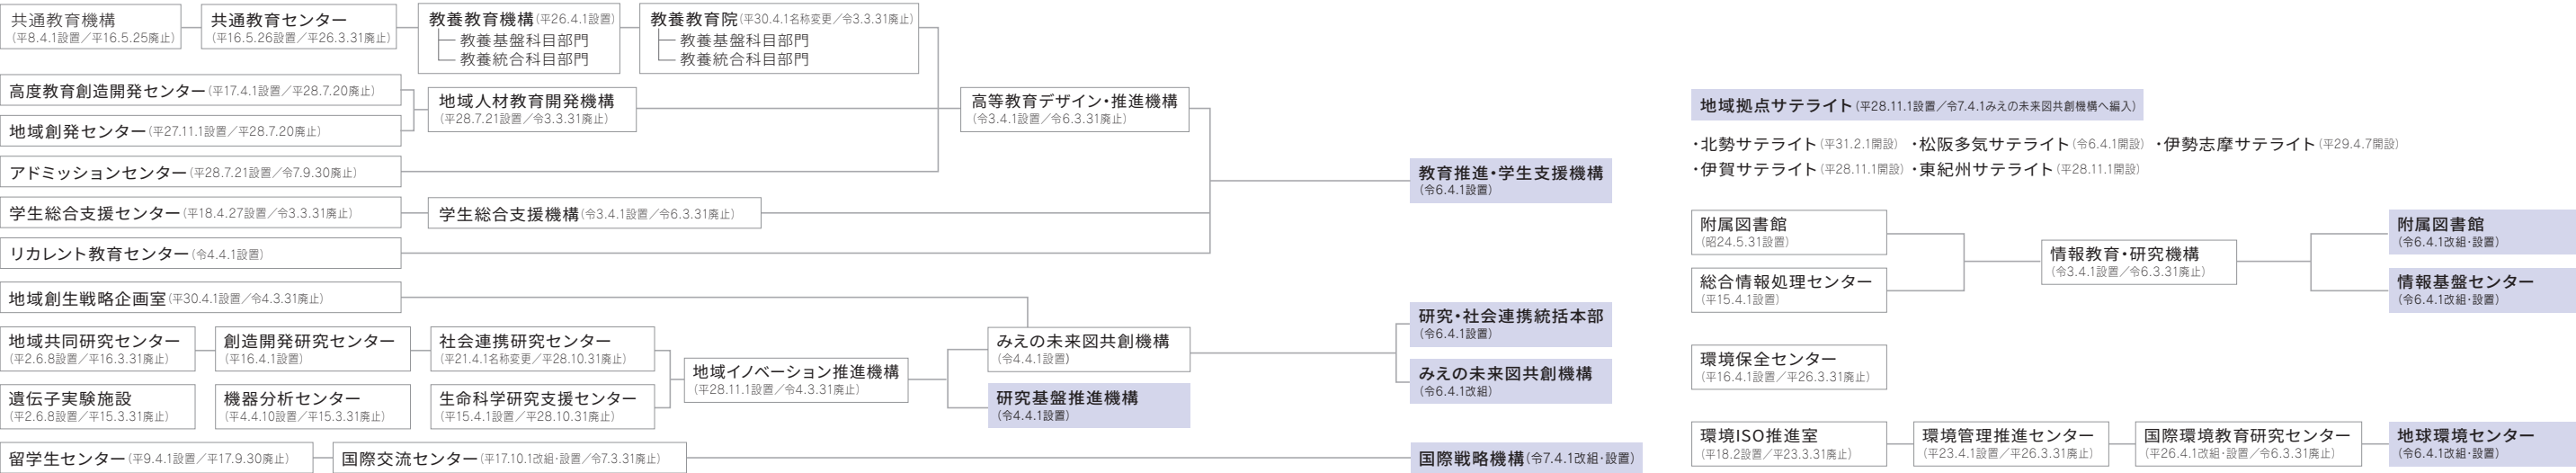 共通教育機構
(平8.4.1設置／平16.5.25廃止)
共通教育センター
(平16.5.26設置／平26.3.31廃止)
教養教育機構(平26.4.1設置)
教養基盤科目部門
教養統合科目部門
教養教育院(平30.4.1名称変更／令3.3.31廃止)
教養基盤科目部門
教養統合科目部門
高度教育創造開発センター(平17.4.1設置／平28.7.20廃止)
地域創発センター(平27.11.1設置／平28.7.20廃止)
地域人材教育開発機構
(平28.7.21設置／令3.3.31廃止)
高等教育デザイン・推進機構
(令3.4.1設置／令6.3.31廃止)
アドミッションセンター(平28.7.21設置／令7.9.30廃止)
教育推進・学生支援機構
(令6.4.1設置)
学生総合支援センター(平18.4.27設置／令3.3.31廃止)
学生総合支援機構(令3.4.1設置／令6.3.31廃止)
リカレント教育センター(令4.4.1設置)
地域創生戦略企画室(平30.4.1設置／令4.3.31廃止)
地域共同研究センター
(平2.6.8設置／平16.3.31廃止)
創造開発研究センター
(平16.4.1設置)
社会連携研究センター
(平21.4.1名称変更／平28.10.31廃止)
遺伝子実験施設
(平2.6.8設置／平15.3.31廃止)
機器分析センター
(平4.4.10設置／平15.3.31廃止)
生命科学研究支援センター
(平15.4.1設置／平28.10.31廃止)
地域イノベーション推進機構
(平28.11.1設置／令4.3.31廃止)
みえの未来図共創機構
(令4.4.1設置)
研究基盤推進機構
(令4.4.1設置)
研究・社会連携統括本部
(令6.4.1設置)
みえの未来図共創機構
(令6.4.1改組)
留学生センター(平9.4.1設置／平17.9.30廃止)
国際交流センター(平17.10.1改組・設置／令7.3.31廃止)
国際戦略機構(令7.4.1改組・設置)
地域拠点サテライト(平28.11.1設置／令7.4.1みえの未来図共創機構へ編入)
・北勢サテライト(平31.2.1開設) ・松阪多気サテライト(令6.4.1開設) ・伊勢志摩サテライト(平29.4.7開設)
・伊賀サテライト(平28.11.1開設) ・東紀州サテライト(平28.11.1開設)
附属図書館
(昭24.5.31設置)
総合情報処理センター
(平15.4.1設置)
情報教育・研究機構
(令3.4.1設置／令6.3.31廃止)
附属図書館
(令6.4.1改組・設置)
情報基盤センター
(令6.4.1改組・設置)
環境保全センター
(平16.4.1設置／平26.3.31廃止)
環境ISO推進室
(平18.2設置／平23.3.31廃止)
環境管理推進センター
(平23.4.1設置／平26.3.31廃止)
国際環境教育研究センター
(平26.4.1改組・設置／令6.3.31廃止)
地球環境センター
(令6.4.1改組・設置)